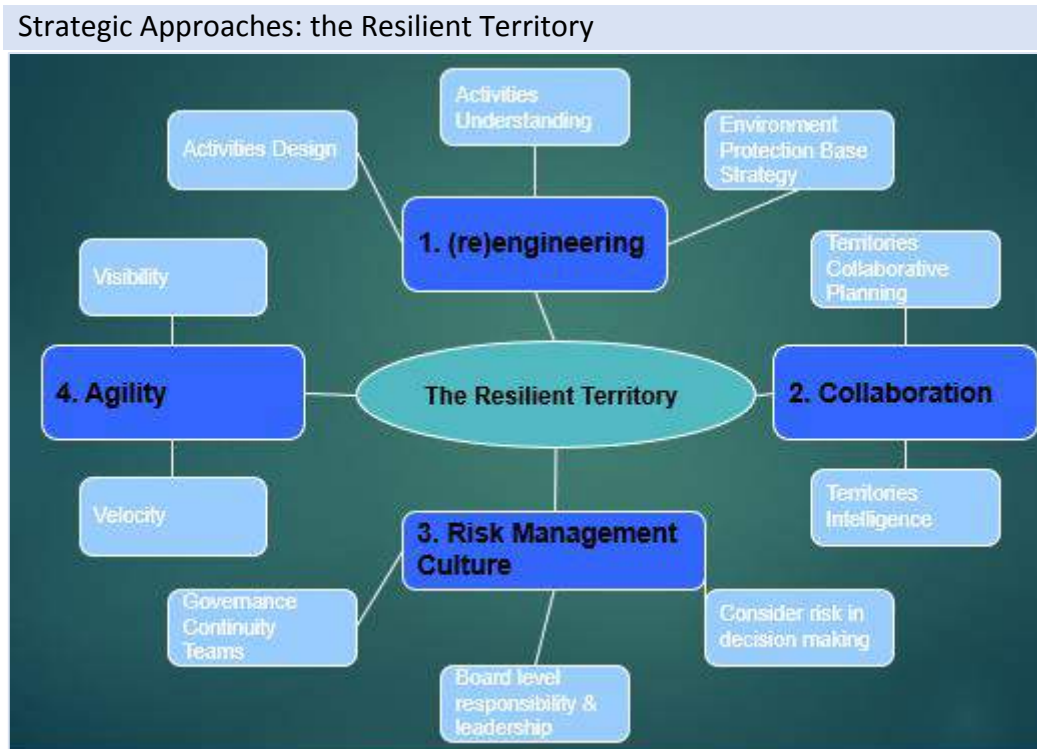 Strategic Approaches: the Resilient Territory
Activities
Understanding
Activities Design
Environment
Protection Base
Strategy
1. (re)engineering
Territories
Collaborative
Planning
Visibility
4. Agility
The Resilient Territory
2. Collaboration
Velocity
Territories
Intelligence
3. Risk Management
Culture
Governance
Continuity
Teams
Consider risk in
decision making
Board level
responsibility &
leadership